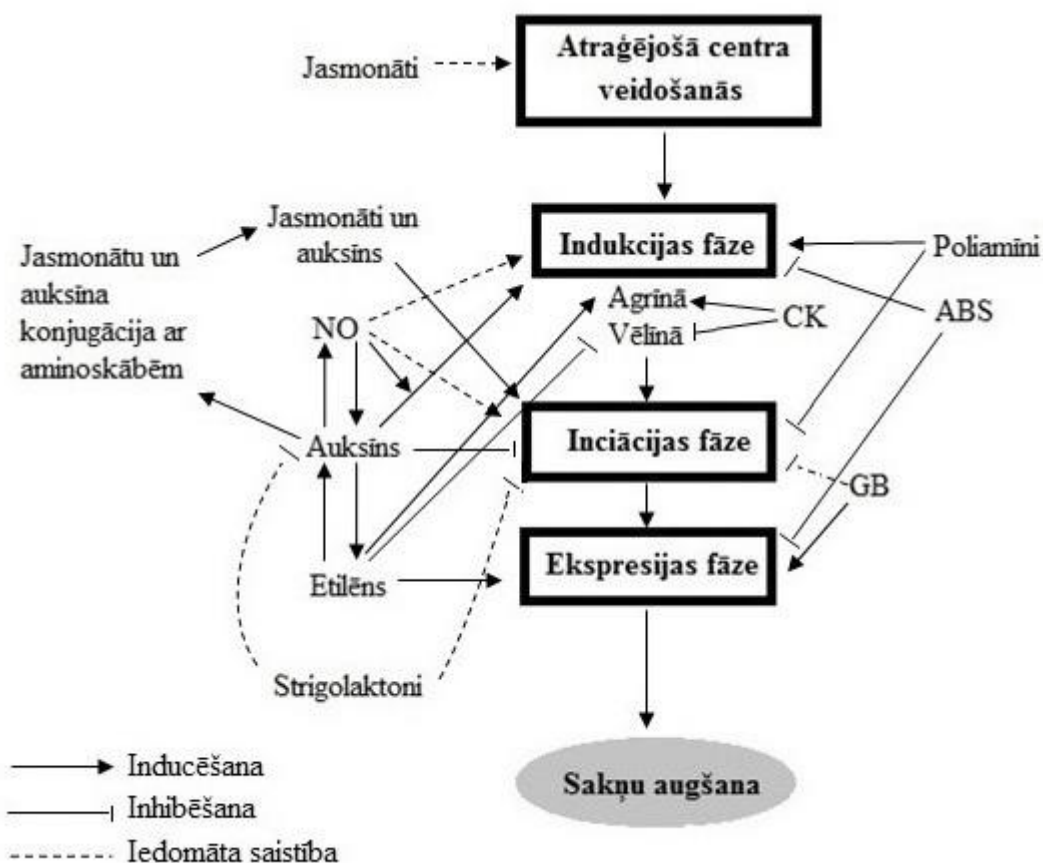 Atraģējošā centra
veidošanās
Jasmonāti
Jasmonāti un
auksīns
Jasmonātu un
auksīna
konjugācija ar
aminoskābēm
Indukcijas fāze
Poliamīni
Agrīnā
Vēlīnā
CK
ABS
NO
Auksīns
Inciācijas fāze
GB
Etilēns
Ekspresijas fāze
Strigolaktoni
Sakņu augšana
Inducēšana
Inhibēšana
Iedomāta saistība